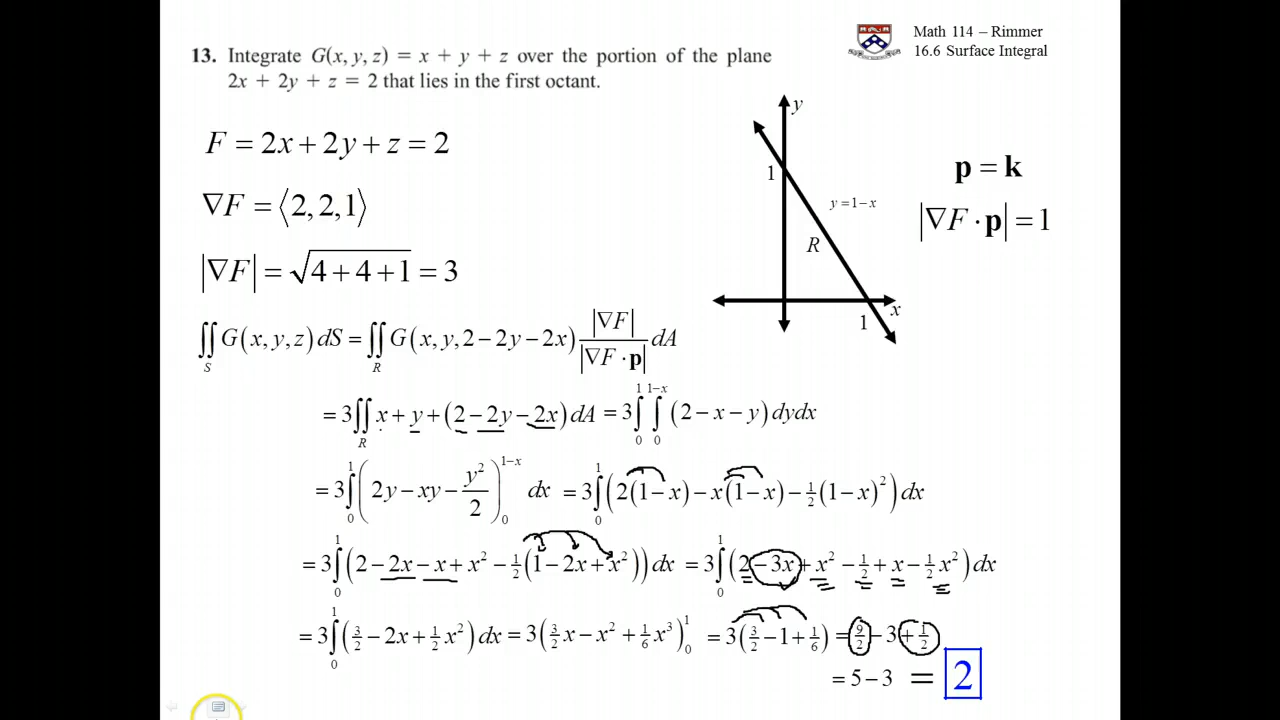 Math 114 – Rimmer
16.6 Surface Integral
13. Integrate G(x, y, z) = x + y + z over the portion of the plane
2x + 2y + z = 2 that lies in the first octant.
F = 2x + 2y + z = 2
∇F = ⟨2, 2, 1⟩
|∇F| = √(4 + 4 + 1) = 3
y
1
y = 1 − x
R
x
1
p = k
|∇F · p| = 1
∬_S G(x, y, z) dS = ∬_R G(x, y, 2 − 2y − 2x) |∇F| / |∇F · p| dA
= 3∬_R x + y + (2 − 2y − 2x) dA = 3∫_0^1 ∫_0^{1−x} (2 − x − y) dydx
= 3∫_0^1 (2y − xy − y²/2)_0^{1−x} dx = 3∫_0^1 (2(1 − x) − x(1 − x) − ½(1 − x)²) dx
= 3∫_0^1 (2 − 2x − x + x² − ½(1 − 2x + x²)) dx = 3∫_0^1 (2 − 3x + x² − ½ + x − ½x²) dx
= 3∫_0^1 (3/2 − 2x + ½x²) dx = 3(3/2 x − x² + 1/6 x³)_0^1 = 3(3/2 − 1 + 1/6) = 9/2 − 3 + 1/2
= 5 − 3 = 2